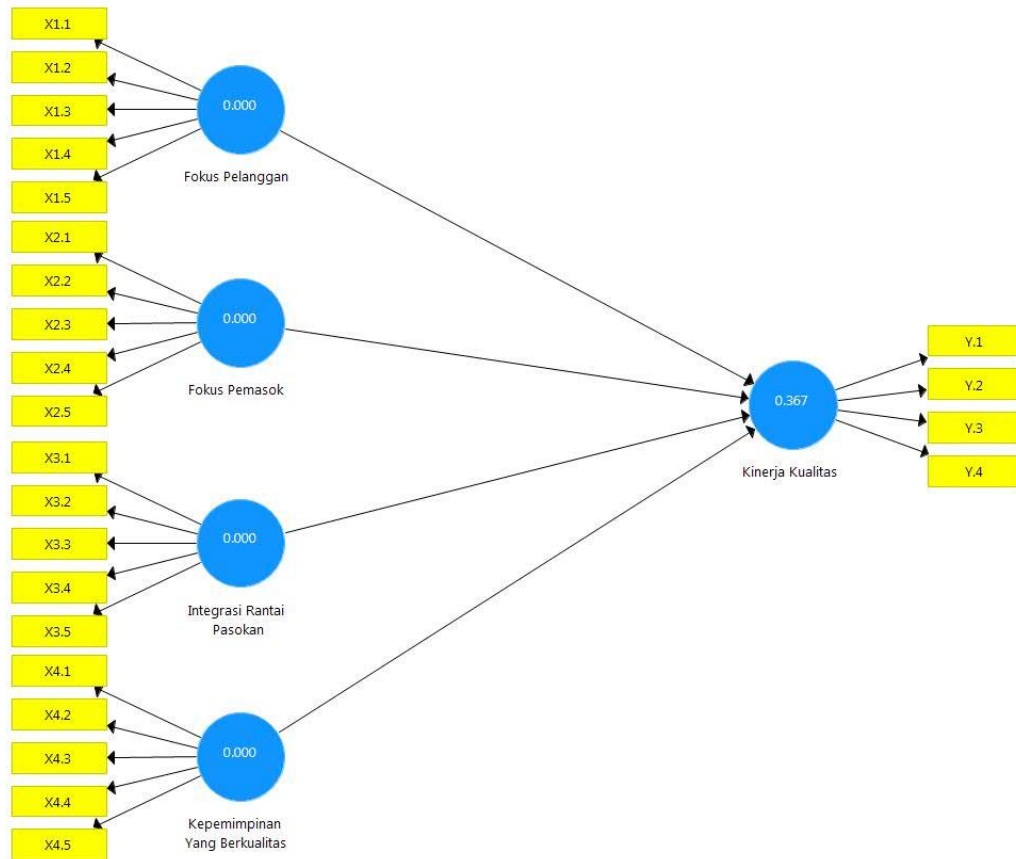 X1.1
X1.2
X1.3
X1.4
X1.5
0.000
Fokus Pelanggan
X2.1
X2.2
X2.3
X2.4
X2.5
0.000
Fokus Pemasok
X3.1
X3.2
X3.3
X3.4
X3.5
0.000
Integrasi Rantai
Pasokan
X4.1
X4.2
X4.3
X4.4
X4.5
0.000
Kepemimpinan
Yang Berkualitas
0.367
Kinerja Kualitas
Y.1
Y.2
Y.3
Y.4